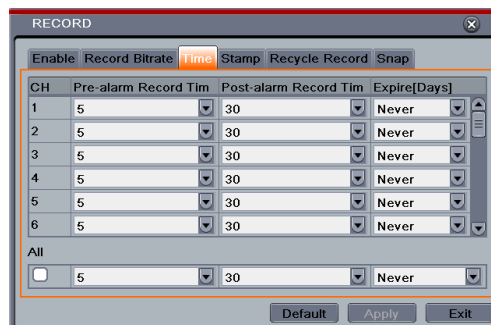 RECORD
Enable Record Bitrate Time Stamp Recycle Record Snap
CH Pre-alarm Record Tim Post-alarm Record Tim Expire[Days]
1 5 30 Never
2 5 30 Never
3 5 30 Never
4 5 30 Never
5 5 30 Never
6 5 30 Never
All
5 30 Never
Default Apply Exit